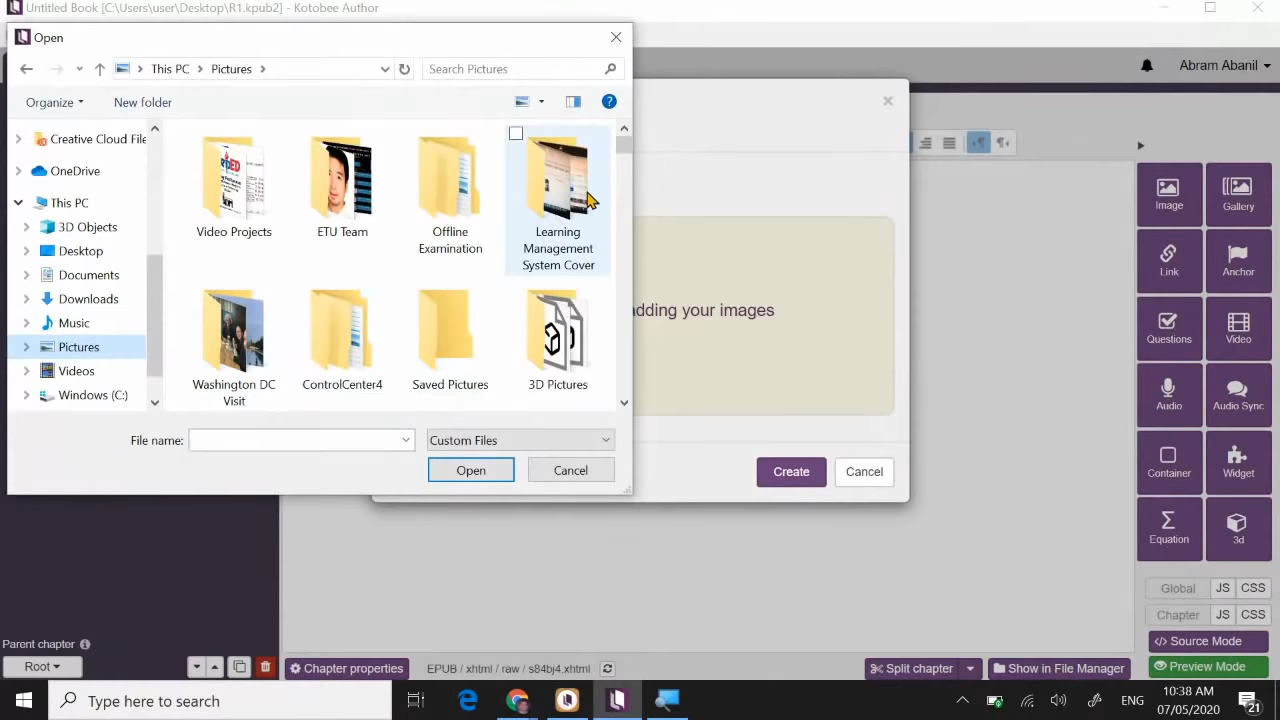 Untitled Book [C:\Users\user\Desktop\R1.kpub2] - Kotobee Author
Open
This PC
Pictures
Search Pictures
Abram Abanil
Organize
New folder
Creative Cloud File
OneDrive
This PC
3D Objects
Desktop
Documents
Downloads
Music
Pictures
Videos
Windows (C:)
Video Projects
ETU Team
Offline
Examination
Learning
Management
System Cover
Washington DC
Visit
ControlCenter4
Saved Pictures
3D Pictures
File name:
Custom Files
Open
Cancel
adding your images
Create
Cancel
Image
Gallery
Link
Anchor
Questions
Video
Audio
Audio Sync
Container
Widget
Equation
3d
Global
JS
CSS
Chapter
JS
CSS
</> Source Mode
Preview Mode
Parent chapter
Root
Chapter properties
EPUB / xhtml / raw / s84bj4.xhtml
Split chapter
Show in File Manager
Type here to search
ENG
10:38 AM
07/05/2020
21